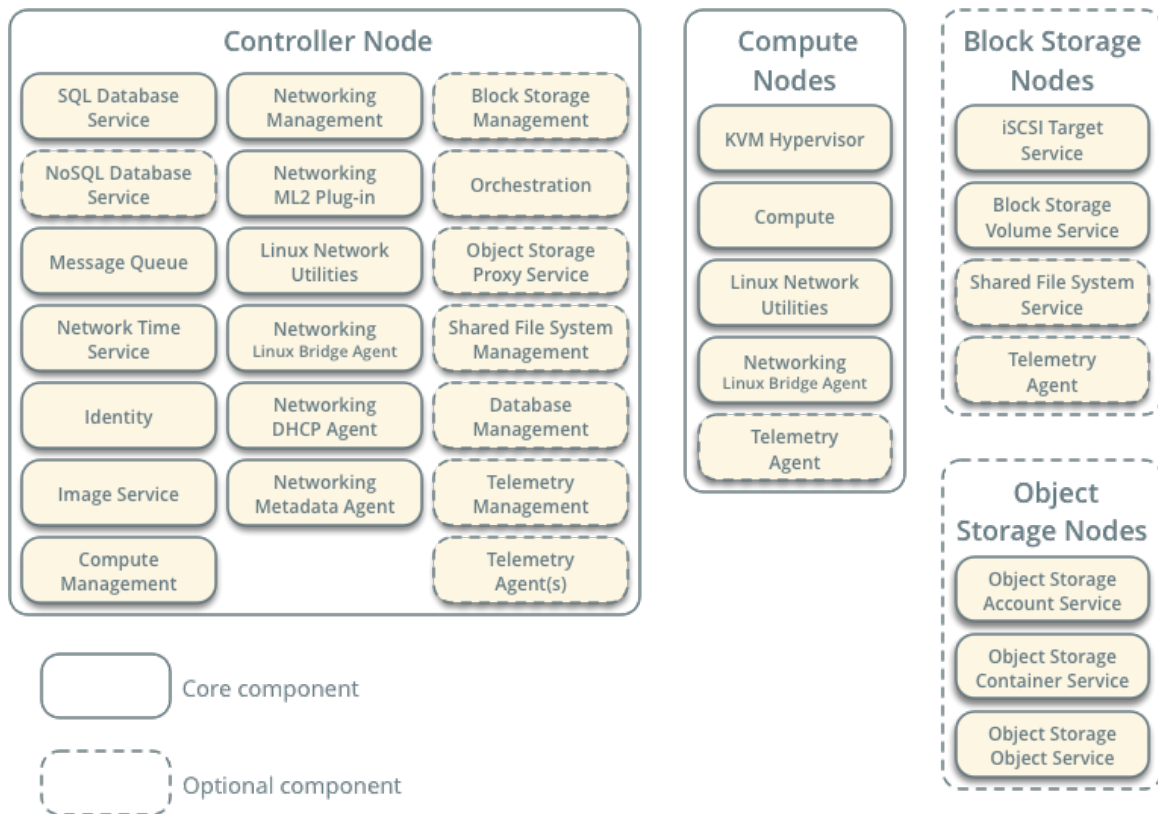 Controller Node
SQL Database
Service
NoSQL Database
Service
Message Queue
Network Time
Service
Identity
Image Service
Compute
Management
Networking
Management
Networking
ML2 Plug-in
Linux Network
Utilities
Networking
Linux Bridge Agent
Networking
DHCP Agent
Networking
Metadata Agent
Block Storage
Management
Orchestration
Object Storage
Proxy Service
Shared File System
Management
Database
Management
Telemetry
Management
Telemetry
Agent(s)
Compute
Nodes
KVM Hypervisor
Compute
Linux Network
Utilities
Networking
Linux Bridge Agent
Telemetry
Agent
Block Storage
Nodes
iSCSI Target
Service
Block Storage
Volume Service
Shared File System
Service
Telemetry
Agent
Object
Storage Nodes
Object Storage
Account Service
Object Storage
Container Service
Object Storage
Object Service
Core component
Optional component